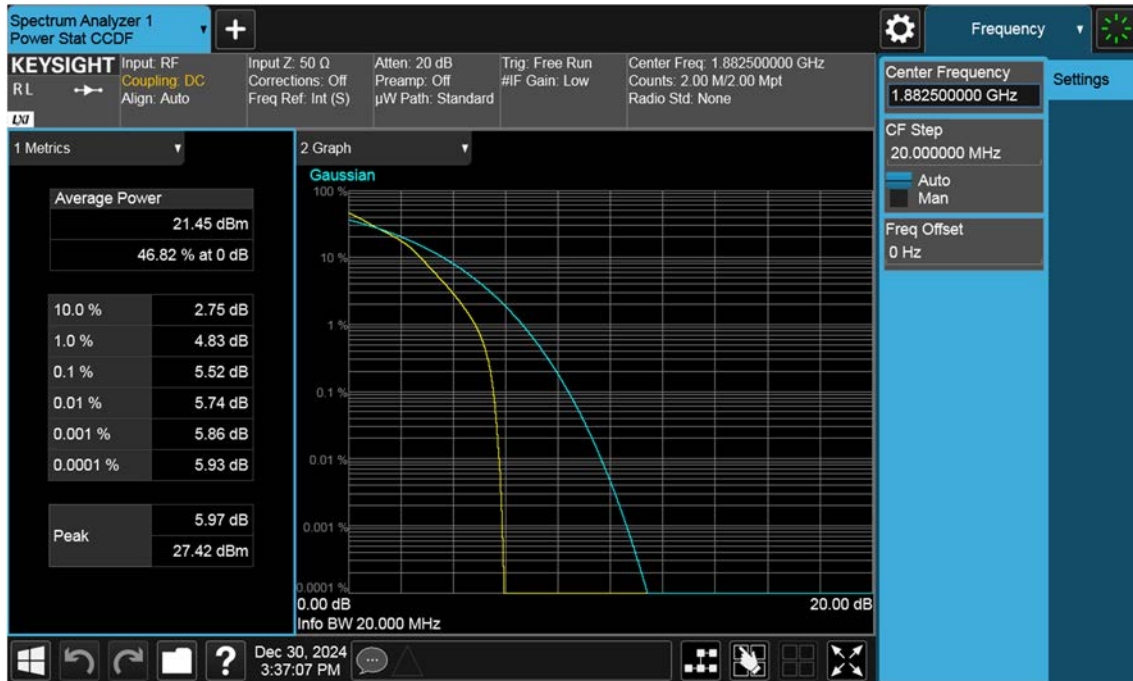 Spectrum Analyzer 1
Power Stat CCDF
Frequency
KEYSIGHT
RL
LXI
Input: RF
Coupling: DC
Align: Auto
Input Z: 50 Ω
Corrections: Off
Freq Ref: Int (S)
Atten: 20 dB
Preamp: Off
µW Path: Standard
Trig: Free Run
#IF Gain: Low
Center Freq: 1.882500000 GHz
Counts: 2.00 M/2.00 Mpt
Radio Std: None
Center Frequency
1.882500000 GHz
Settings
CF Step
20.000000 MHz
Auto
Man
Freq Offset
0 Hz
1 Metrics
Average Power
21.45 dBm
46.82 % at 0 dB
10.0 % 2.75 dB
1.0 % 4.83 dB
0.1 % 5.52 dB
0.01 % 5.74 dB
0.001 % 5.86 dB
0.0001 % 5.93 dB
Peak
5.97 dB
27.42 dBm
2 Graph
Gaussian
100 %
10 %
1 %
0.1 %
0.01 %
0.001 %
0.0001 %
0.00 dB 20.00 dB
Info BW 20.000 MHz
?
Dec 30, 2024
3:37:07 PM